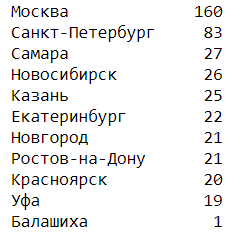 Москва 160
Санкт-Петербург 83
Самара 27
Новосибирск 26
Казань 25
Екатеринбург 22
Новгород 21
Ростов-на-Дону 21
Красноярск 20
Уфа 19
Балашиха 1